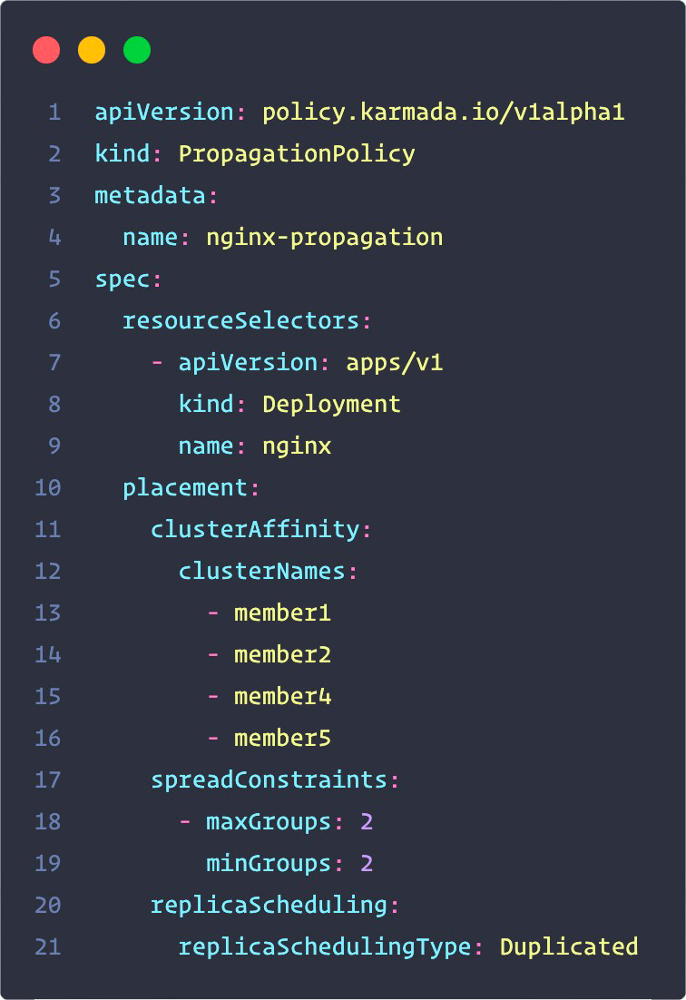 1 apiVersion: policy.karmada.io/v1alpha1
2 kind: PropagationPolicy
3 metadata:
4   name: nginx-propagation
5 spec:
6   resourceSelectors:
7     - apiVersion: apps/v1
8       kind: Deployment
9       name: nginx
10   placement:
11     clusterAffinity:
12       clusterNames:
13         - member1
14         - member2
15         - member4
16         - member5
17     spreadConstraints:
18       - maxGroups: 2
19         minGroups: 2
20     replicaScheduling:
21       replicaSchedulingType: Duplicated